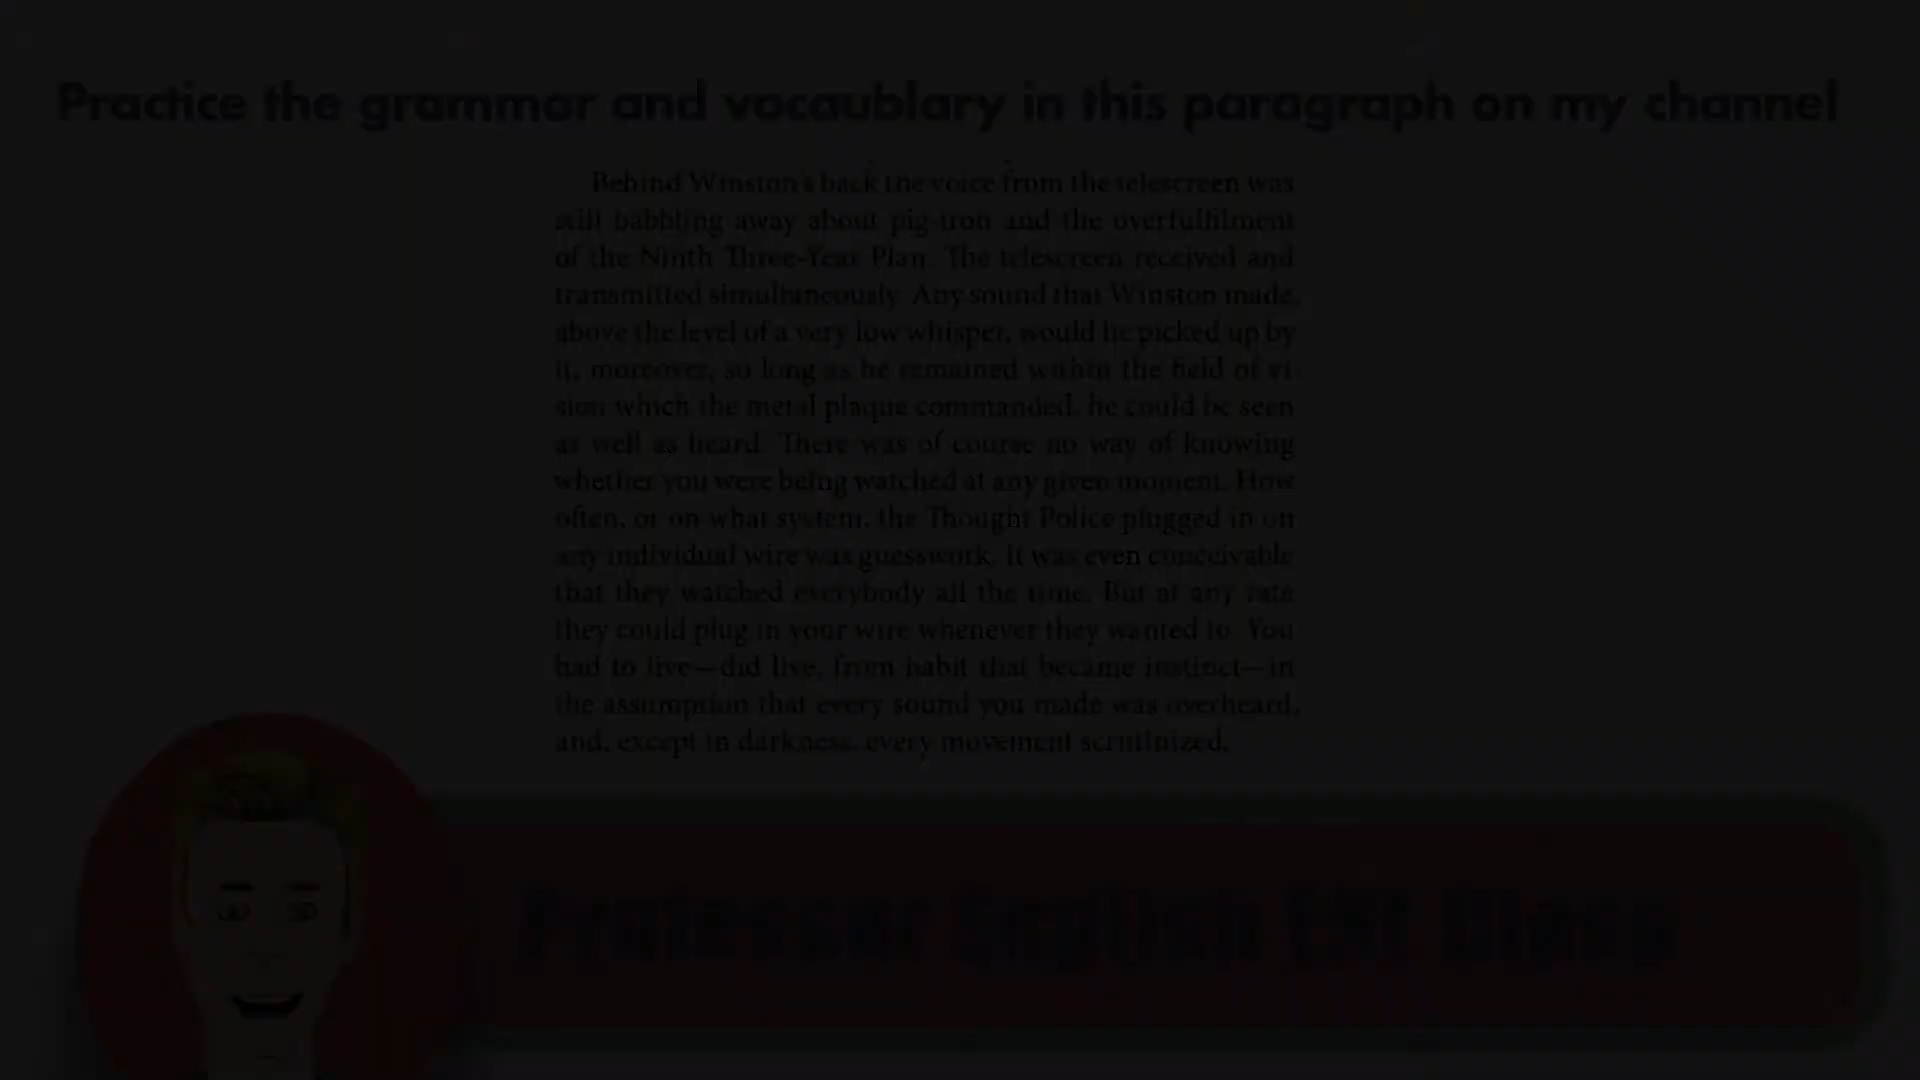 Practice the grammar and vocaublary in this paragraph on my channel
Behind Winston's back the voice from the telescreen was
still babbling away about pig-iron and the overfulfilment
of the Ninth Three-Year Plan. The telescreen received and
transmitted simultaneously. Any sound that Winston made,
above the level of a very low whisper, would be picked up by
it, moreover, so long as he remained within the field of vi-
sion which the metal plaque commanded, he could be seen
as well as heard. There was of course no way of knowing
whether you were being watched at any given moment. How
often, or on what system, the Thought Police plugged in on
any individual wire was guesswork. It was even conceivable
that they watched everybody all the time. But at any rate
they could plug in your wire whenever they wanted to. You
had to live—did live, from habit that became instinct—in
the assumption that every sound you made was overheard,
and, except in darkness, every movement scrutinized.
Professor English ESL Class